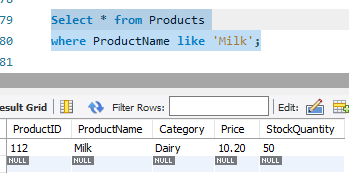 79 Select * from Products
80 where ProductName like 'Milk';
81
Result Grid Filter Rows: Edit:
ProductID ProductName Category Price StockQuantity
112 Milk Dairy 10.20 50
NULL NULL NULL NULL NULL